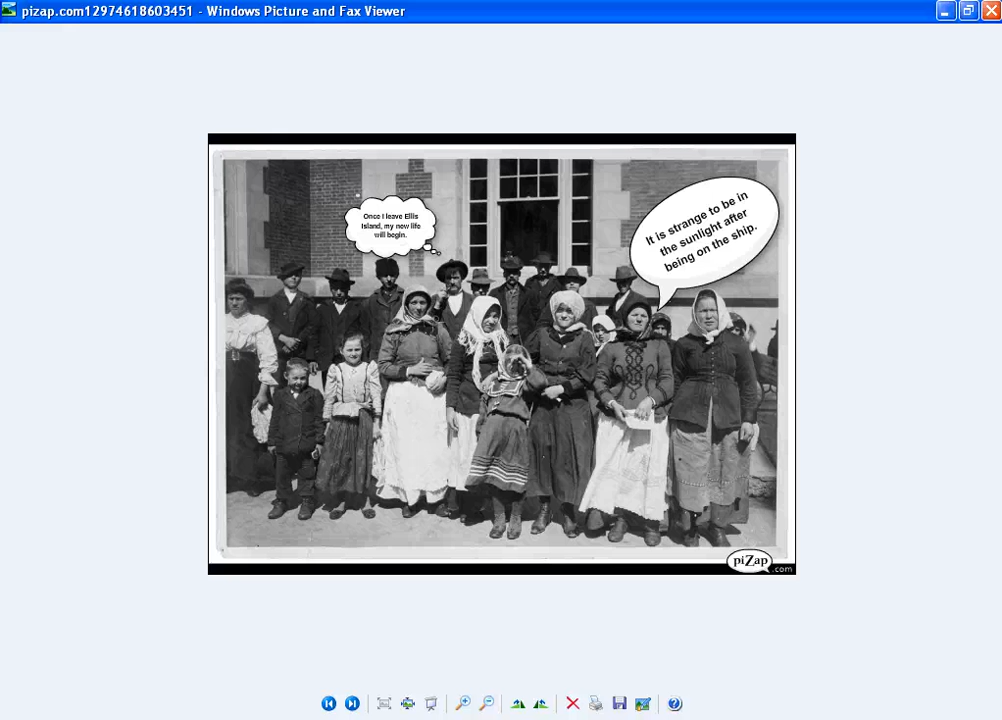 pizap.com12974618603451 - Windows Picture and Fax Viewer
Once I leave Ellis
Island, my new life
will begin.
It is strange to be in
the sunlight after
being on the ship.
piZap
.com